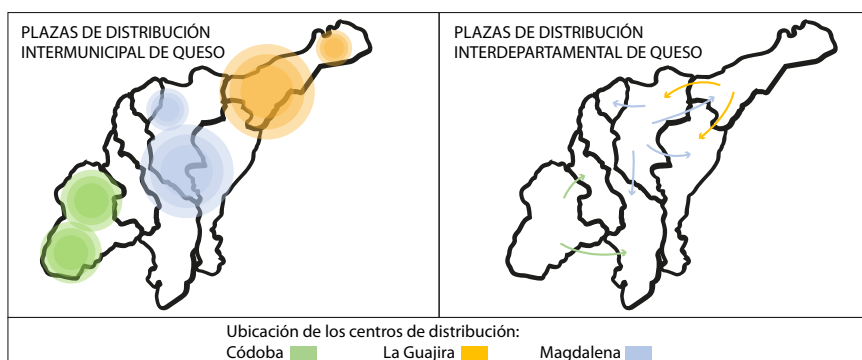 PLAZAS DE DISTRIBUCIÓN
INTERMUNICIPAL DE QUESO
PLAZAS DE DISTRIBUCIÓN
INTERDEPARTAMENTAL DE QUESO
Ubicación de los centros de distribución:
Códoba La Guajira Magdalena